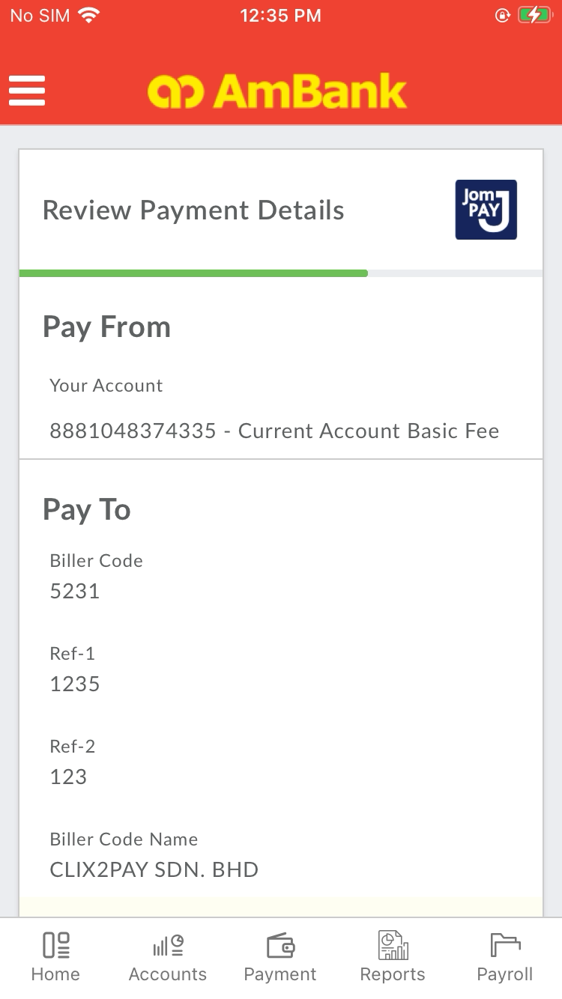 No SIM 12:35 PM
AmBank
Review Payment Details
Jom
PAY J
Pay From
Your Account
8881048374335 - Current Account Basic Fee
Pay To
Biller Code
5231
Ref-1
1235
Ref-2
123
Biller Code Name
CLIX2PAY SDN. BHD
Home Accounts Payment Reports Payroll